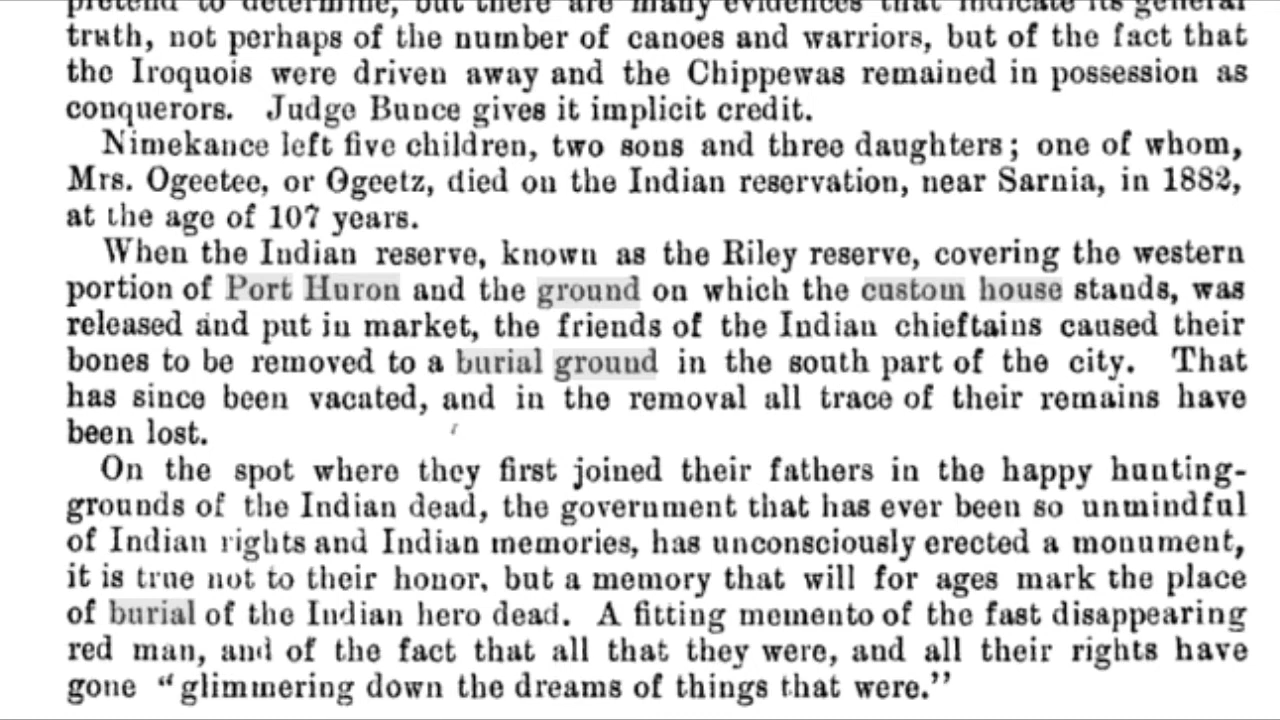 pretend to determine, but there are many evidences that indicate its general
truth, not perhaps of the number of canoes and warriors, but of the fact that
the Iroquois were driven away and the Chippewas remained in possession as
conquerors. Judge Bunce gives it implicit credit.
Nimekance left five children, two sons and three daughters; one of whom,
Mrs. Ogeetee, or Ogeetz, died on the Indian reservation, near Sarnia, in 1882,
at the age of 107 years.
When the Indian reserve, known as the Riley reserve, covering the western
portion of Port Huron and the ground on which the custom house stands, was
released and put in market, the friends of the Indian chieftains caused their
bones to be removed to a burial ground in the south part of the city. That
has since been vacated, and in the removal all trace of their remains have
been lost.
On the spot where they first joined their fathers in the happy hunting-
grounds of the Indian dead, the government that has ever been so unmindful
of Indian rights and Indian memories, has unconsciously erected a monument,
it is true not to their honor, but a memory that will for ages mark the place
of burial of the Indian hero dead. A fitting memento of the fast disappearing
red man, and of the fact that all that they were, and all their rights have
gone "glimmering down the dreams of things that were."